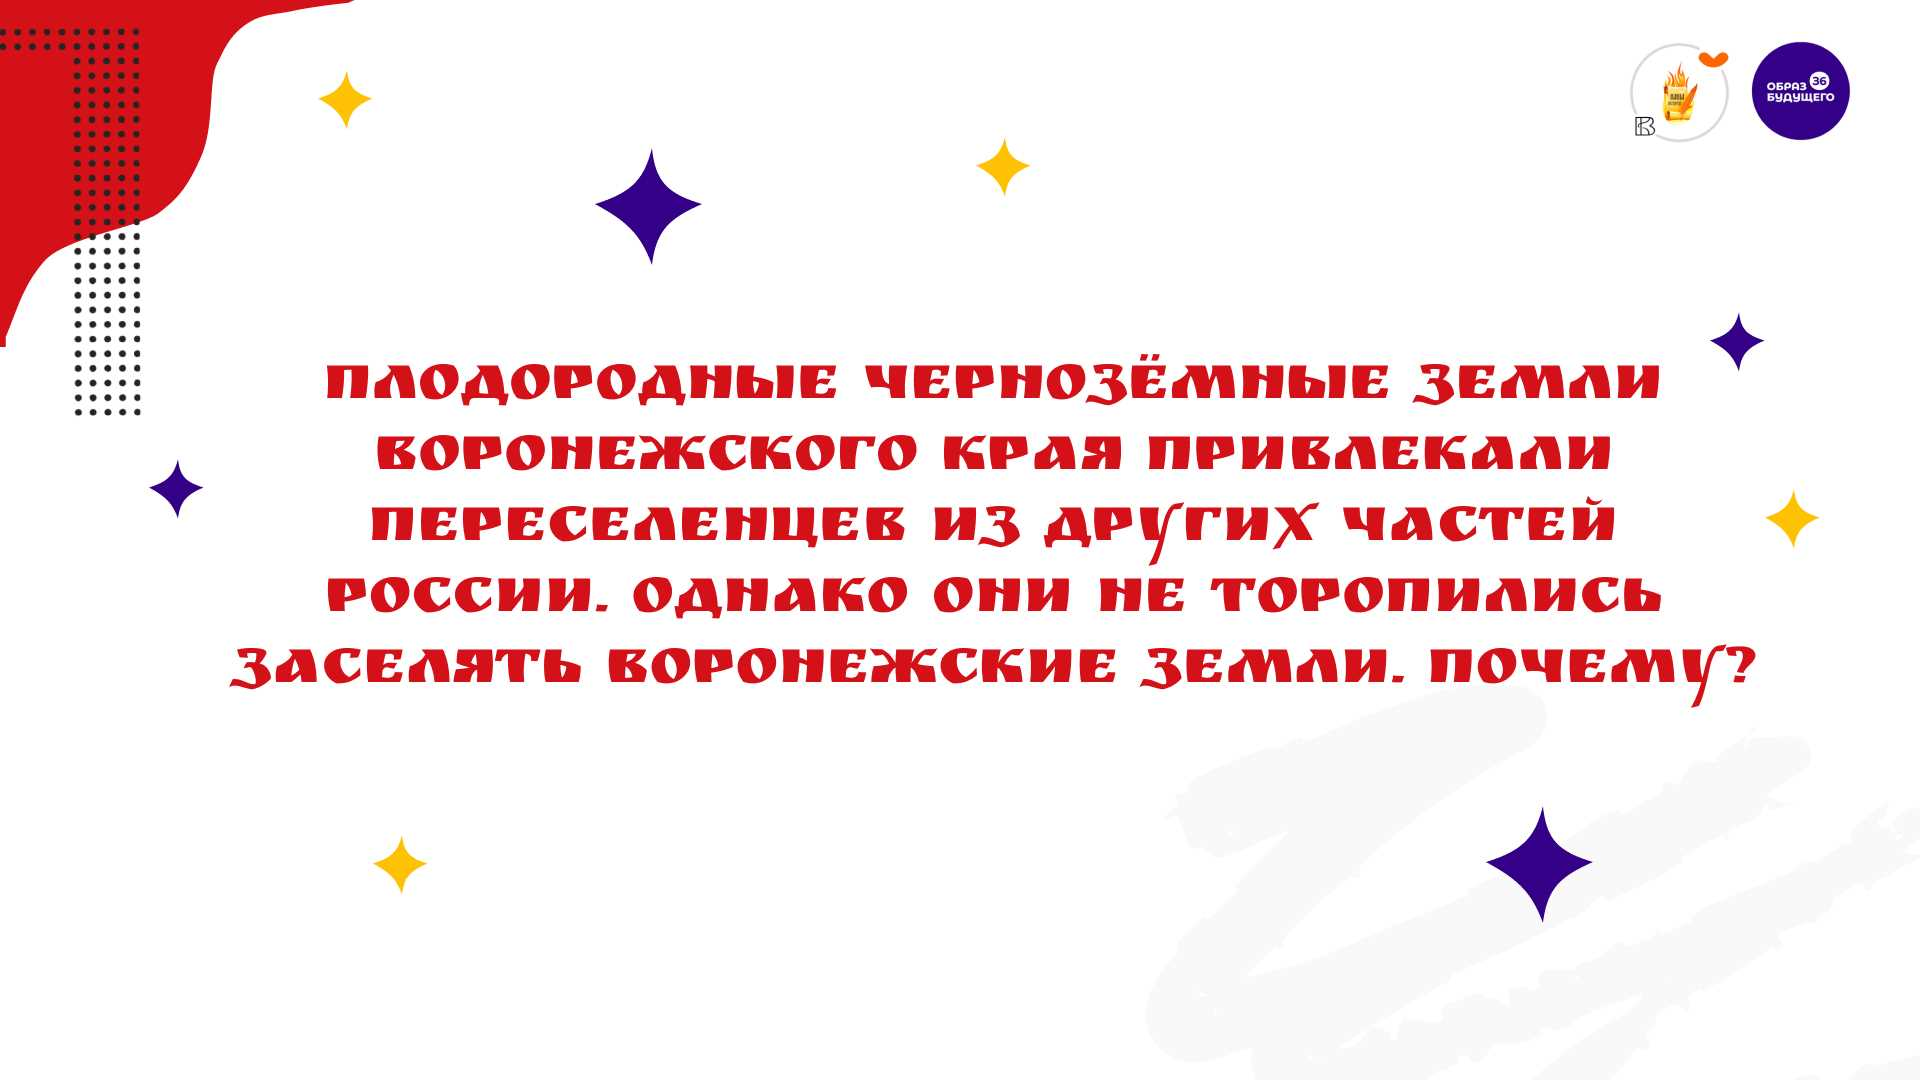 ОБРАЗ 36
БУДУЩЕГО
ПЛОДОРОДНЫЕ ЧЕРНОЗЁМНЫЕ ЗЕМЛИ
ВОРОНЕЖСКОГО КРАЯ ПРИВЛЕКАЛИ
ПЕРЕСЕЛЕНЦЕВ ИЗ ДРУГИХ ЧАСТЕЙ
РОССИИ. ОДНАКО ОНИ НЕ ТОРОПИЛИСЬ
ЗАСЕЛЯТЬ ВОРОНЕЖСКИЕ ЗЕМЛИ. ПОЧЕМУ?